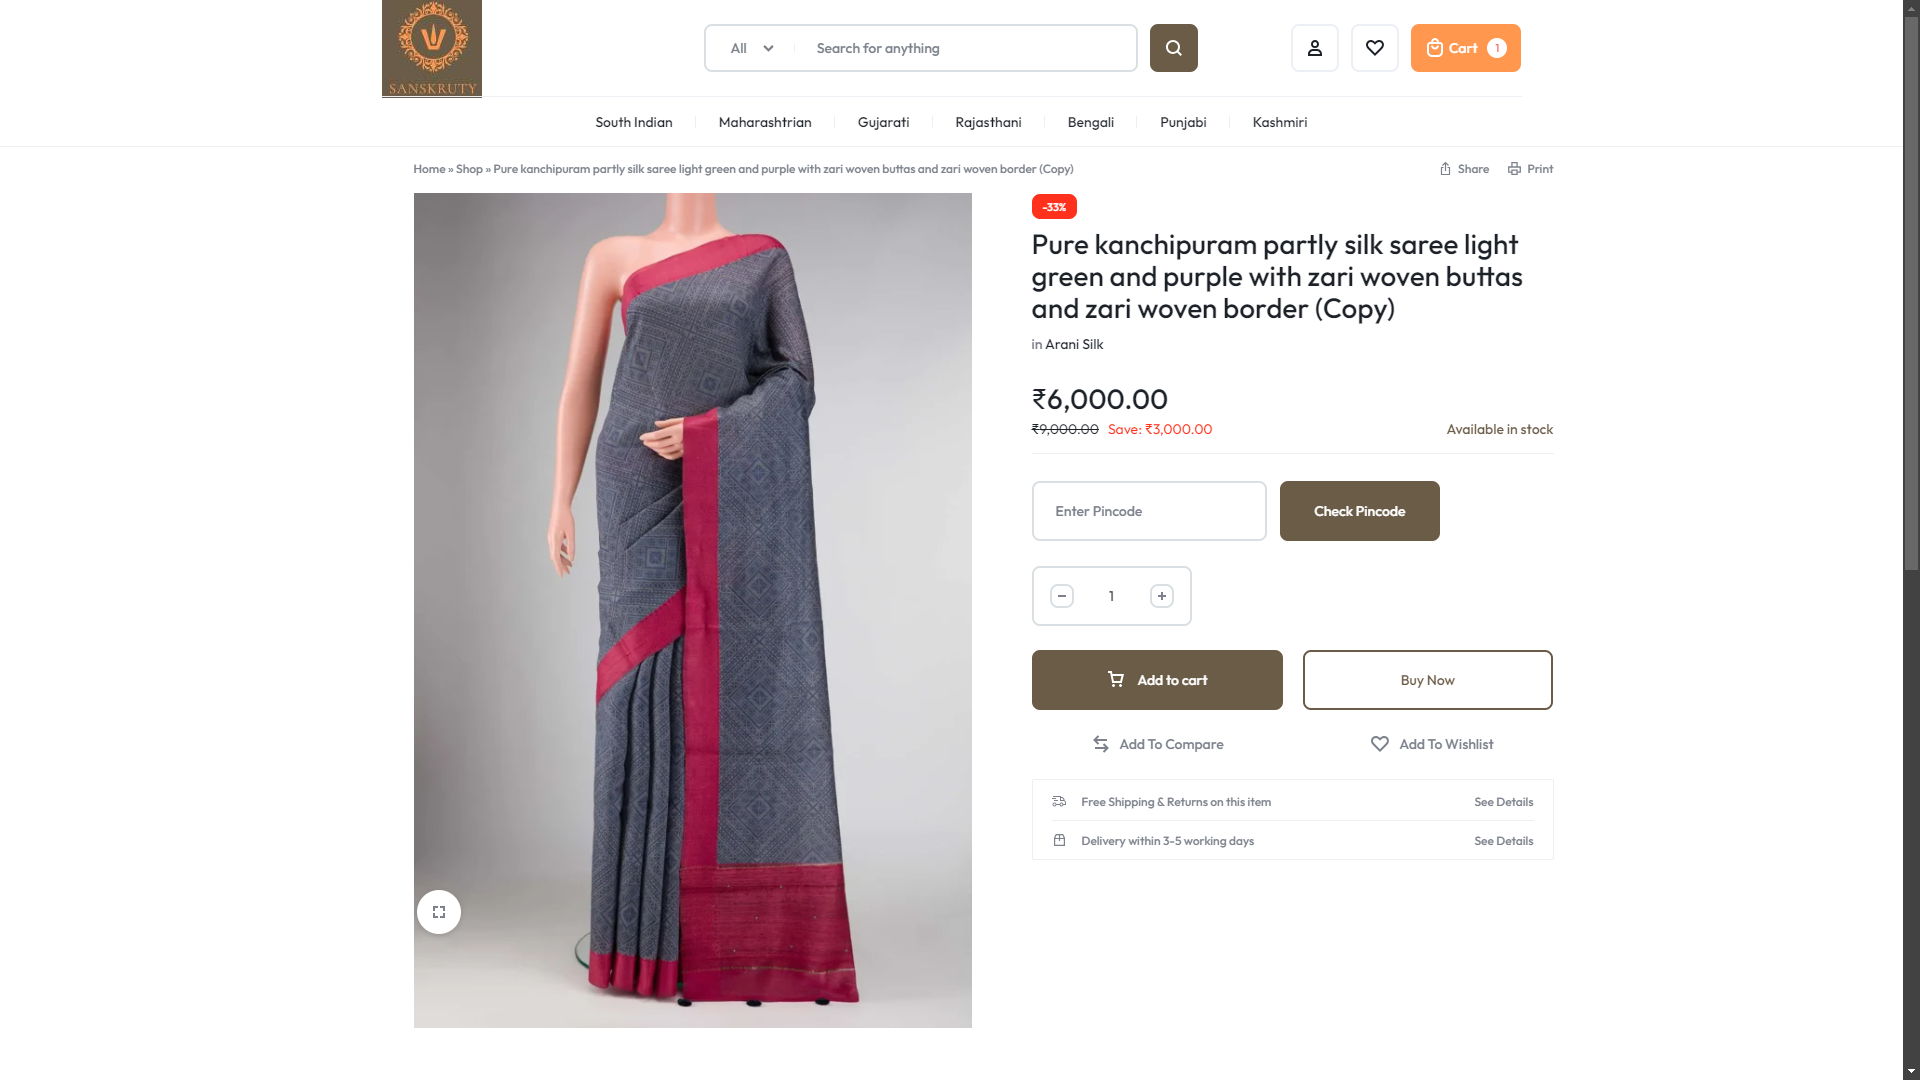 SANSKRUTY
All
Search for anything
Cart 1
South Indian
Maharashtrian
Gujarati
Rajasthani
Bengali
Punjabi
Kashmiri
Home » Shop » Pure kanchipuram partly silk saree light green and purple with zari woven buttas and zari woven border (Copy)
Share
Print
-33%
Pure kanchipuram partly silk saree light
green and purple with zari woven buttas
and zari woven border (Copy)
in Arani Silk
₹6,000.00
₹9,000.00 Save: ₹3,000.00
Available in stock
Enter Pincode
Check Pincode
1
Add to cart
Buy Now
Add To Compare
Add To Wishlist
Free Shipping & Returns on this item
See Details
Delivery within 3-5 working days
See Details